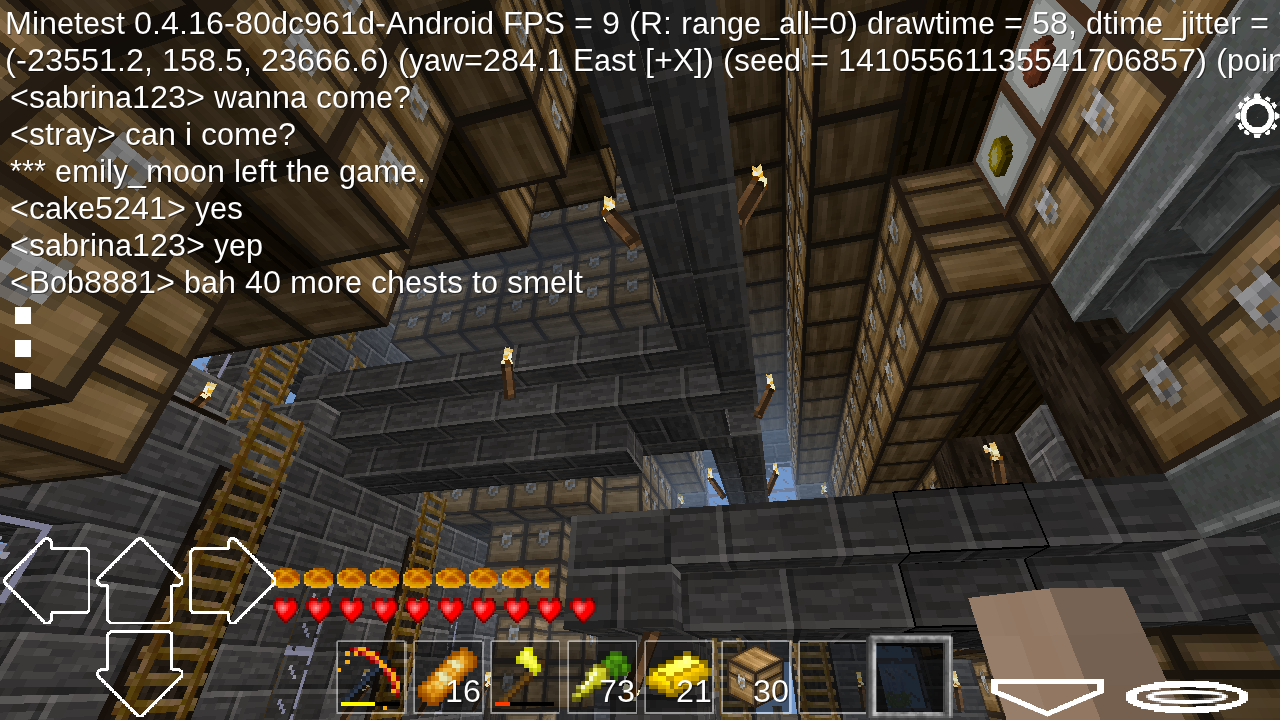 Minetest 0.4.16-80dc961d-Android FPS = 9 (R: range_all=0) drawtime = 58, dtime_jitter =
(-23551.2, 158.5, 23666.6) (yaw=284.1 East [+X]) (seed = 14105561135541706857) (poin
<sabrina123> wanna come?
<stray> can i come?
*** emily_moon left the game.
<cake5241> yes
<sabrina123> yep
<Bob8881> bah 40 more chests to smelt
16 73 21 30